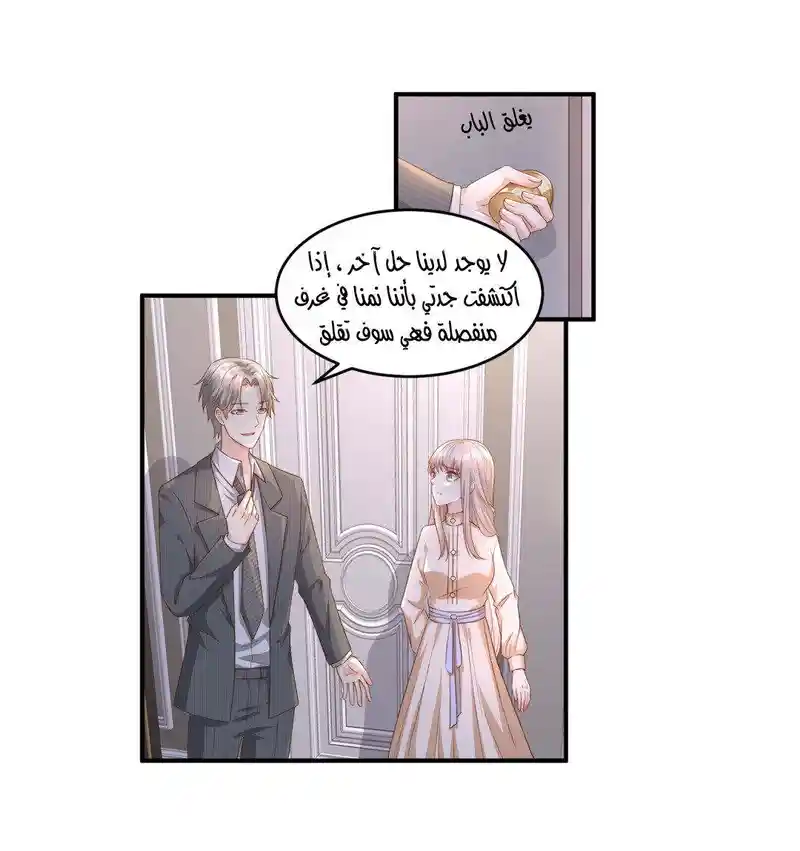 يغلق الباب
لا يوجد لدينا حل آخر ، إذا
اكتشفت جدتي بأننا نمنا في غرف
منفصلة فهي سوف تقلق